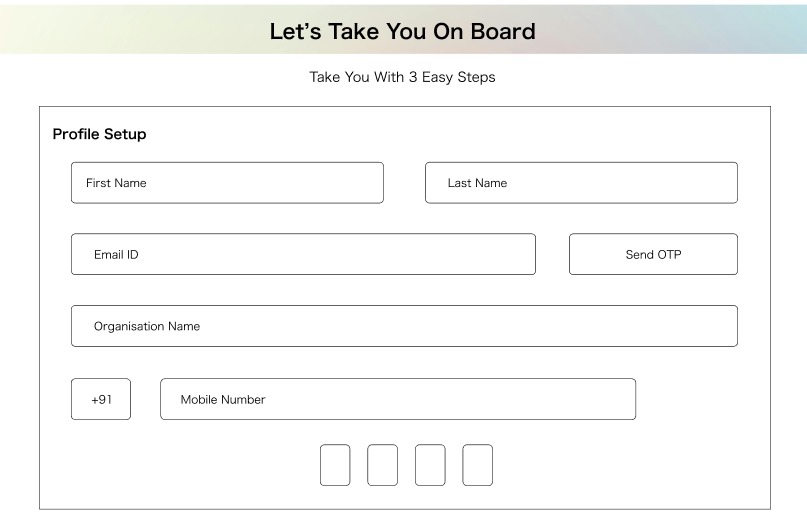 Let's Take You On Board
Take You With 3 Easy Steps
Profile Setup
First Name
Last Name
Email ID
Send OTP
Organisation Name
+91
Mobile Number